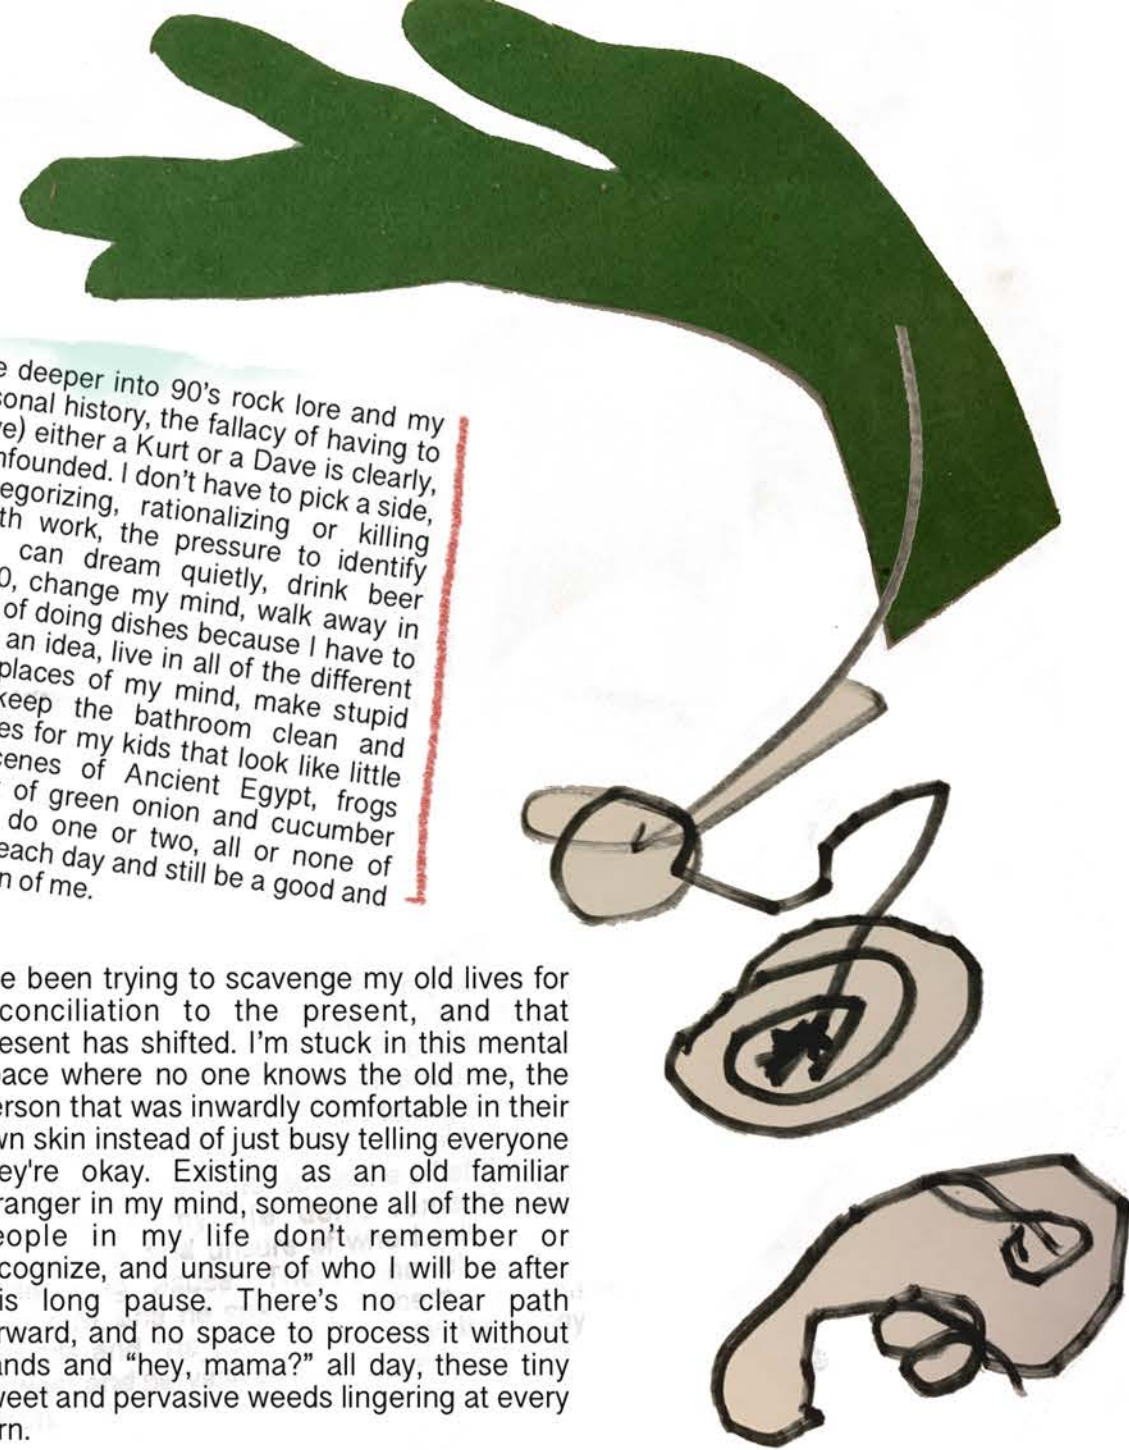 deeper into 90's rock lore and my
sonal history, the fallacy of having to
ve) either a Kurt or a Dave is clearly,
nfounded. I don't have to pick a side,
egorizing, rationalizing or killing
th work, the pressure to identify
can dream quietly, drink beer
0, change my mind, walk away in
of doing dishes because I have to
an idea, live in all of the different
places of my mind, make stupid
keep the bathroom clean and
es for my kids that look like little
cenes of Ancient Egypt, frogs
of green onion and cucumber
do one or two, all or none of
each day and still be a good and
n of me.
e been trying to scavenge my old lives for
conciliation to the present, and that
esent has shifted. I'm stuck in this mental
ace where no one knows the old me, the
erson that was inwardly comfortable in their
wn skin instead of just busy telling everyone
ey're okay. Existing as an old familiar
ranger in my mind, someone all of the new
eople in my life don't remember or
cognize, and unsure of who I will be after
is long pause. There's no clear path
rward, and no space to process it without
ands and “hey, mama?” all day, these tiny
weet and pervasive weeds lingering at every
rn.